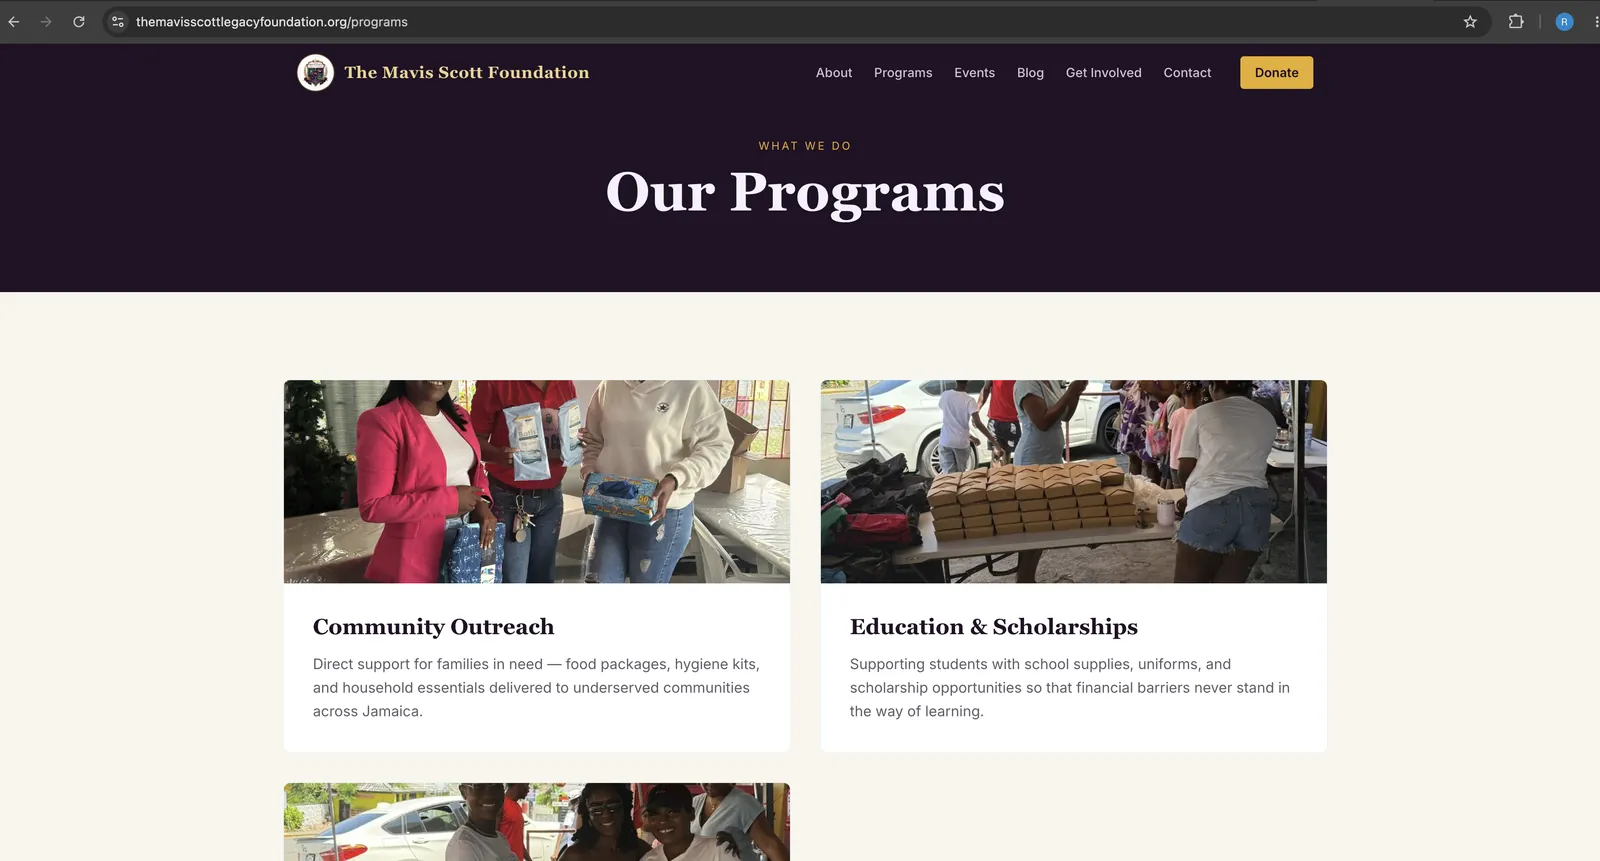 themavisscottlegacyfoundation.org/programs
R
The Mavis Scott Foundation
About
Programs
Events
Blog
Get Involved
Contact
Donate
WHAT WE DO
Our Programs
Community Outreach
Direct support for families in need — food packages, hygiene kits,
and household essentials delivered to underserved communities
across Jamaica.
Education & Scholarships
Supporting students with school supplies, uniforms, and
scholarship opportunities so that financial barriers never stand in
the way of learning.